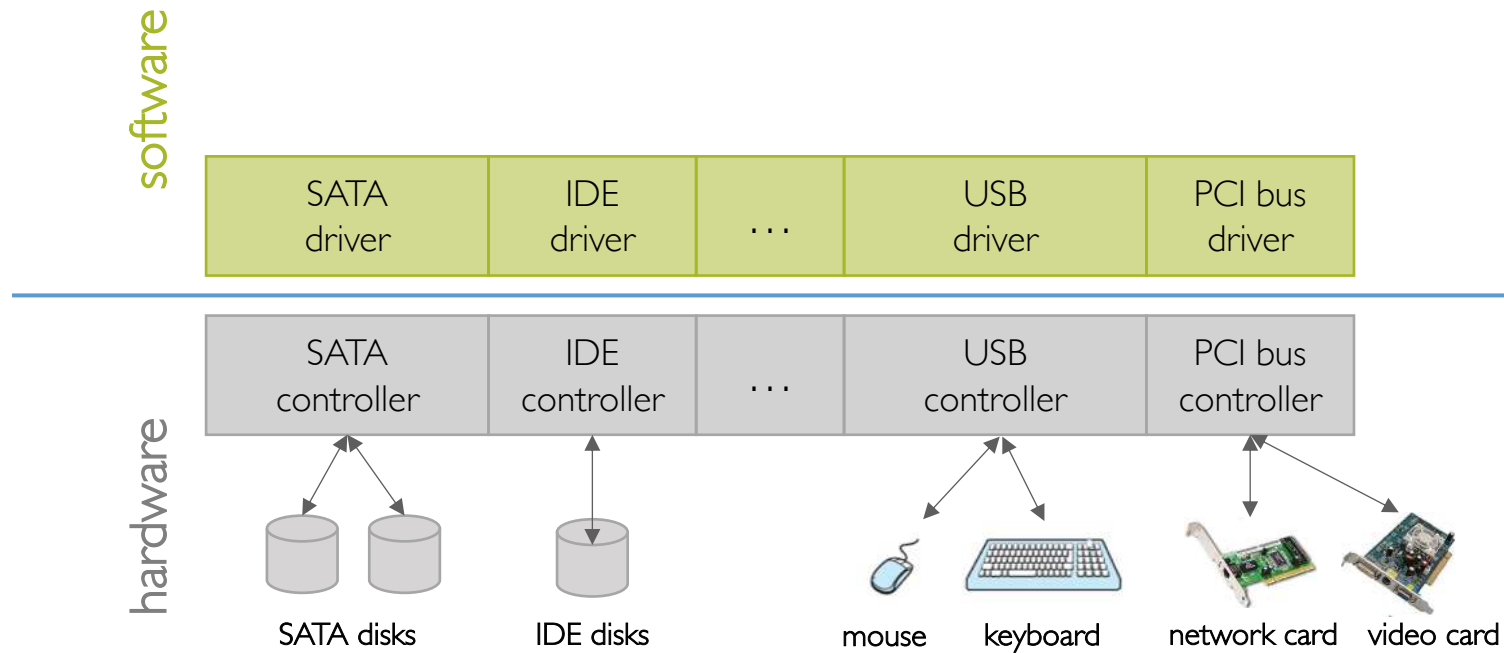 software
SATA
driver
IDE
driver
...
USB
driver
PCI bus
driver
hardware
SATA
controller
IDE
controller
...
USB
controller
PCI bus
controller
SATA disks
IDE disks
mouse
keyboard
network card
video card